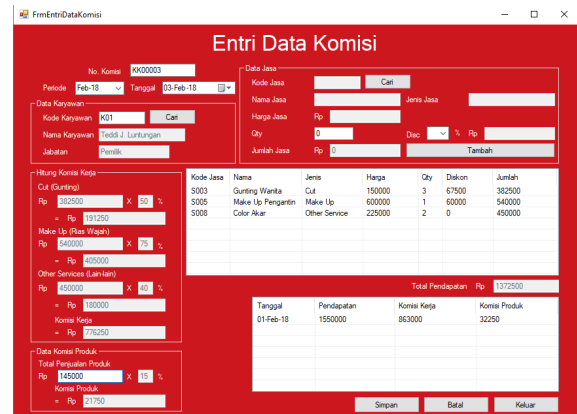 FrmEntriDataKomisi
Entri Data Komisi
No. Komisi KK00003
Periode Feb-18 Tanggal 03-Feb-18
Data Karyawan
Kode Karyawan K01 Cari
Nama Karyawan Teddi J. Luntungan
Jabatan Pemilik
Data Jasa
Kode Jasa Cari
Nama Jasa Jenis Jasa
Harga Jasa Rp
Qty 0 Disc % Rp
Jumlah Jasa Rp 0 Tambah
Hitung Komisi Kerja
Cut (Gunting)
Rp 382500 X 50 %
= Rp 191250
Make Up (Rias Wajah)
Rp 540000 X 75 %
= Rp 405000
Other Services (Lain-lain)
Rp 450000 X 40 %
= Rp 180000
Komisi Kerja
= Rp 776250
Data Komisi Produk
Total Penjualan Produk
Rp 145000 X 15 %
Komisi Produk
= Rp 21750
Kode Jasa Nama Jenis Harga Qty Diskon Jumlah
S003 Gunting Wanita Cut 150000 3 67500 382500
S005 Make Up Pengantin Make Up 600000 1 60000 540000
S008 Color Akar Other Service 225000 2 0 450000
Total Pendapatan Rp 1372500
Tanggal Pendapatan Komisi Kerja Komisi Produk
01-Feb-18 1550000 863000 32250
Simpan Batal Keluar